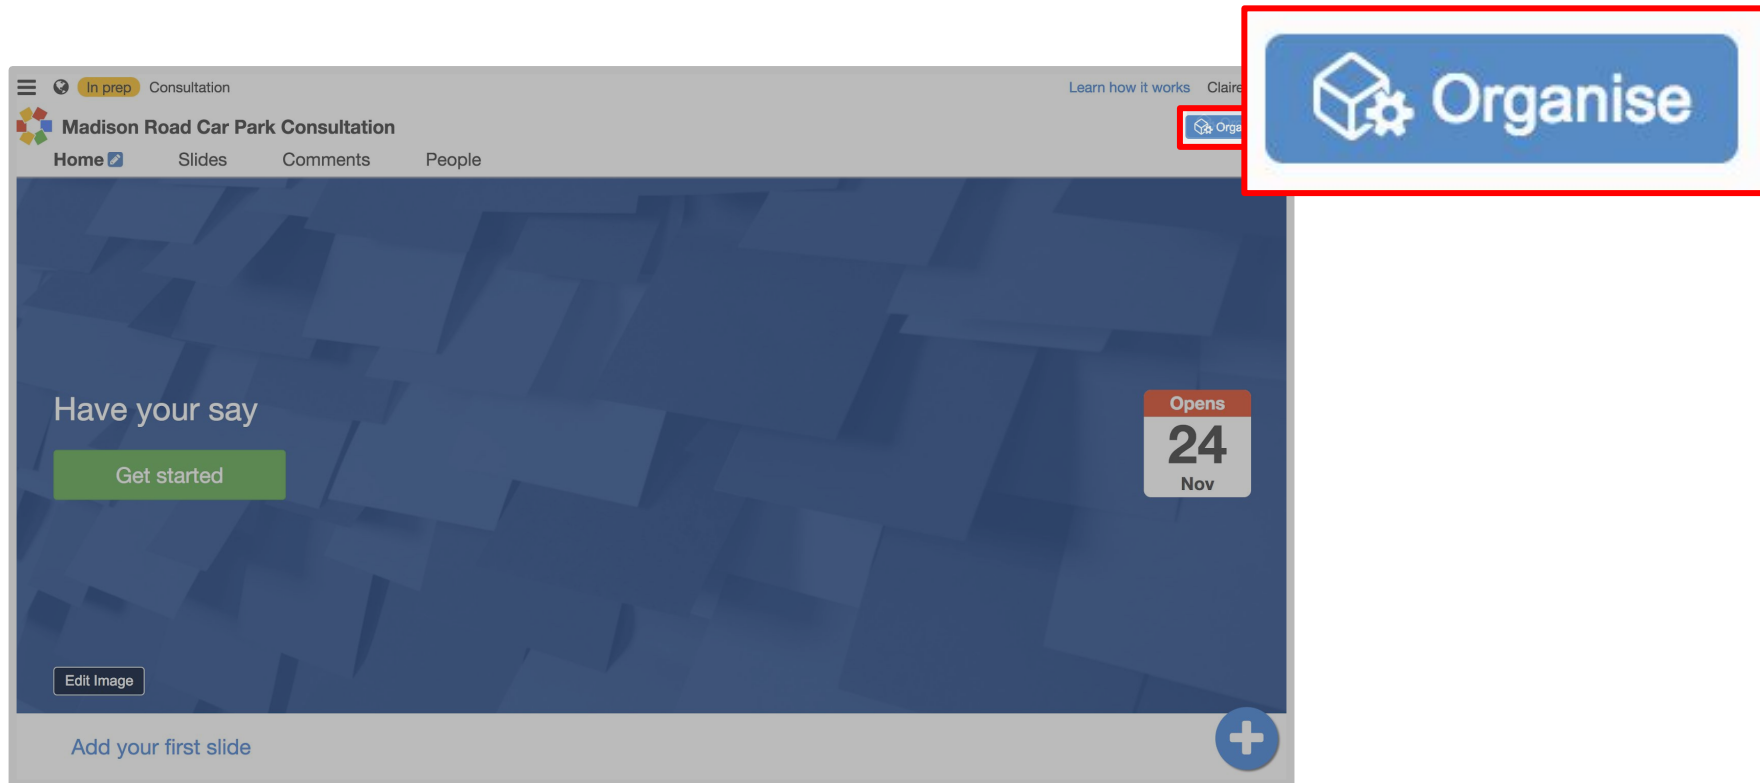 In prep Consultation
Learn how it works Claire
Madison Road Car Park Consultation
Organise
Home Slides Comments People
Have your say
Get started
Opens
24
Nov
Edit Image
Add your first slide